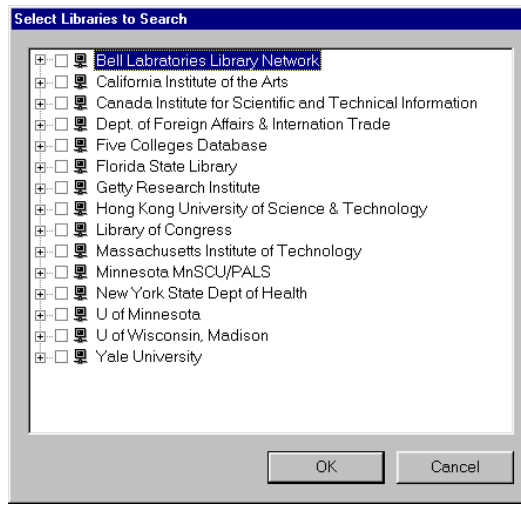 Select Libraries to Search
Bell Labratories Library Network
California Institute of the Arts
Canada Institute for Scientific and Technical Information
Dept. of Foreign Affairs & Internation Trade
Five Colleges Database
Florida State Library
Getty Research Institute
Hong Kong University of Science & Technology
Library of Congress
Massachusetts Institute of Technology
Minnesota MnSCU/PALS
New York State Dept of Health
U of Minnesota
U of Wisconsin, Madison
Yale University
OK Cancel